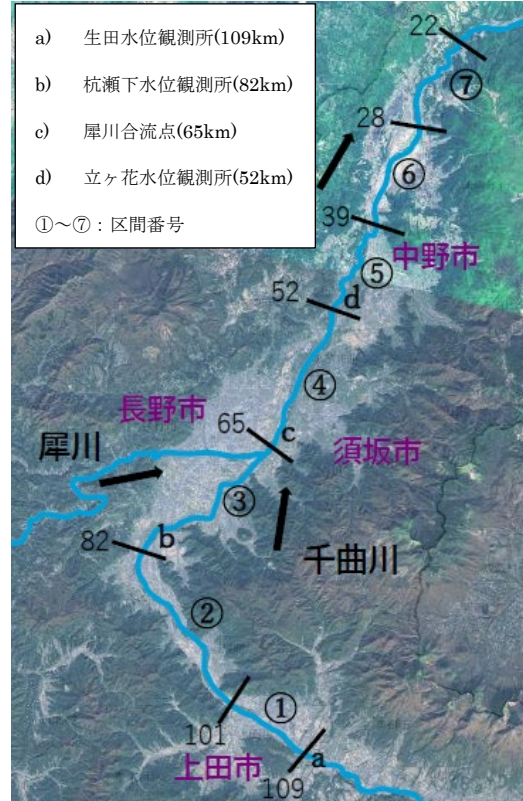 a) 生田水位観測所(109km)
b) 杭瀬下水位観測所(82km)
c) 犀川合流点(65km)
d) 立ヶ花水位観測所(52km)
①～⑦：区間番号
22
⑦
28
⑥
39
⑤
中野市
52
d
④
長野市
65
c
須坂市
犀川
③
82
b
千曲川
②
①
101
上田市
a
109